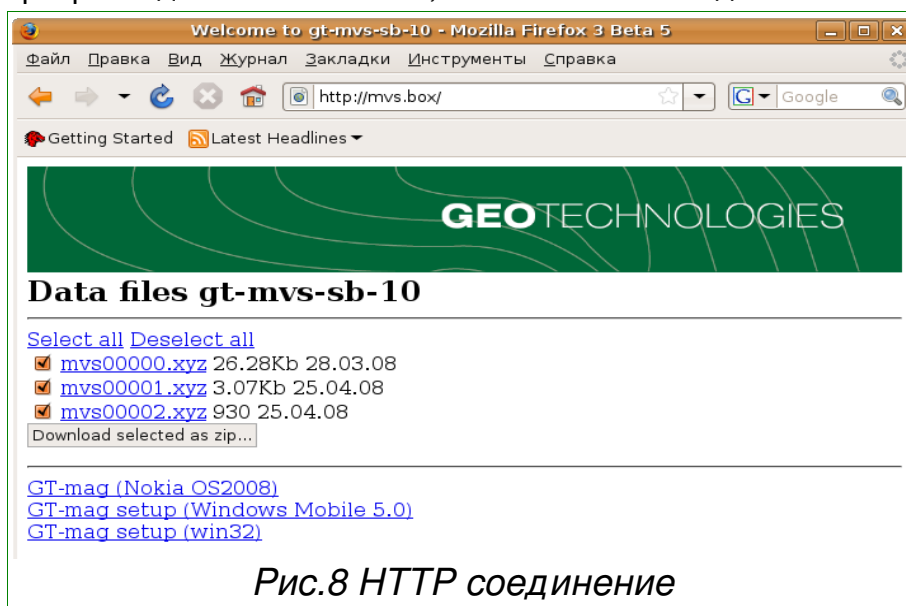 Welcome to gt-mvs-sb-10 - Mozilla Firefox 3 Beta 5
Файл Правка Вид Журнал Закладки Инструменты Справка
http://mvs.box/ G Google
Getting Started Latest Headlines
GEOTECHNOLOGIES
Data files gt-mvs-sb-10
Select all Deselect all
mvs00000.xyz 26.28Kb 28.03.08
mvs00001.xyz 3.07Kb 25.04.08
mvs00002.xyz 930 25.04.08
Download selected as zip...
GT-mag (Nokia OS2008)
GT-mag setup (Windows Mobile 5.0)
GT-mag setup (win32)
Рис.8 HTTP соединение